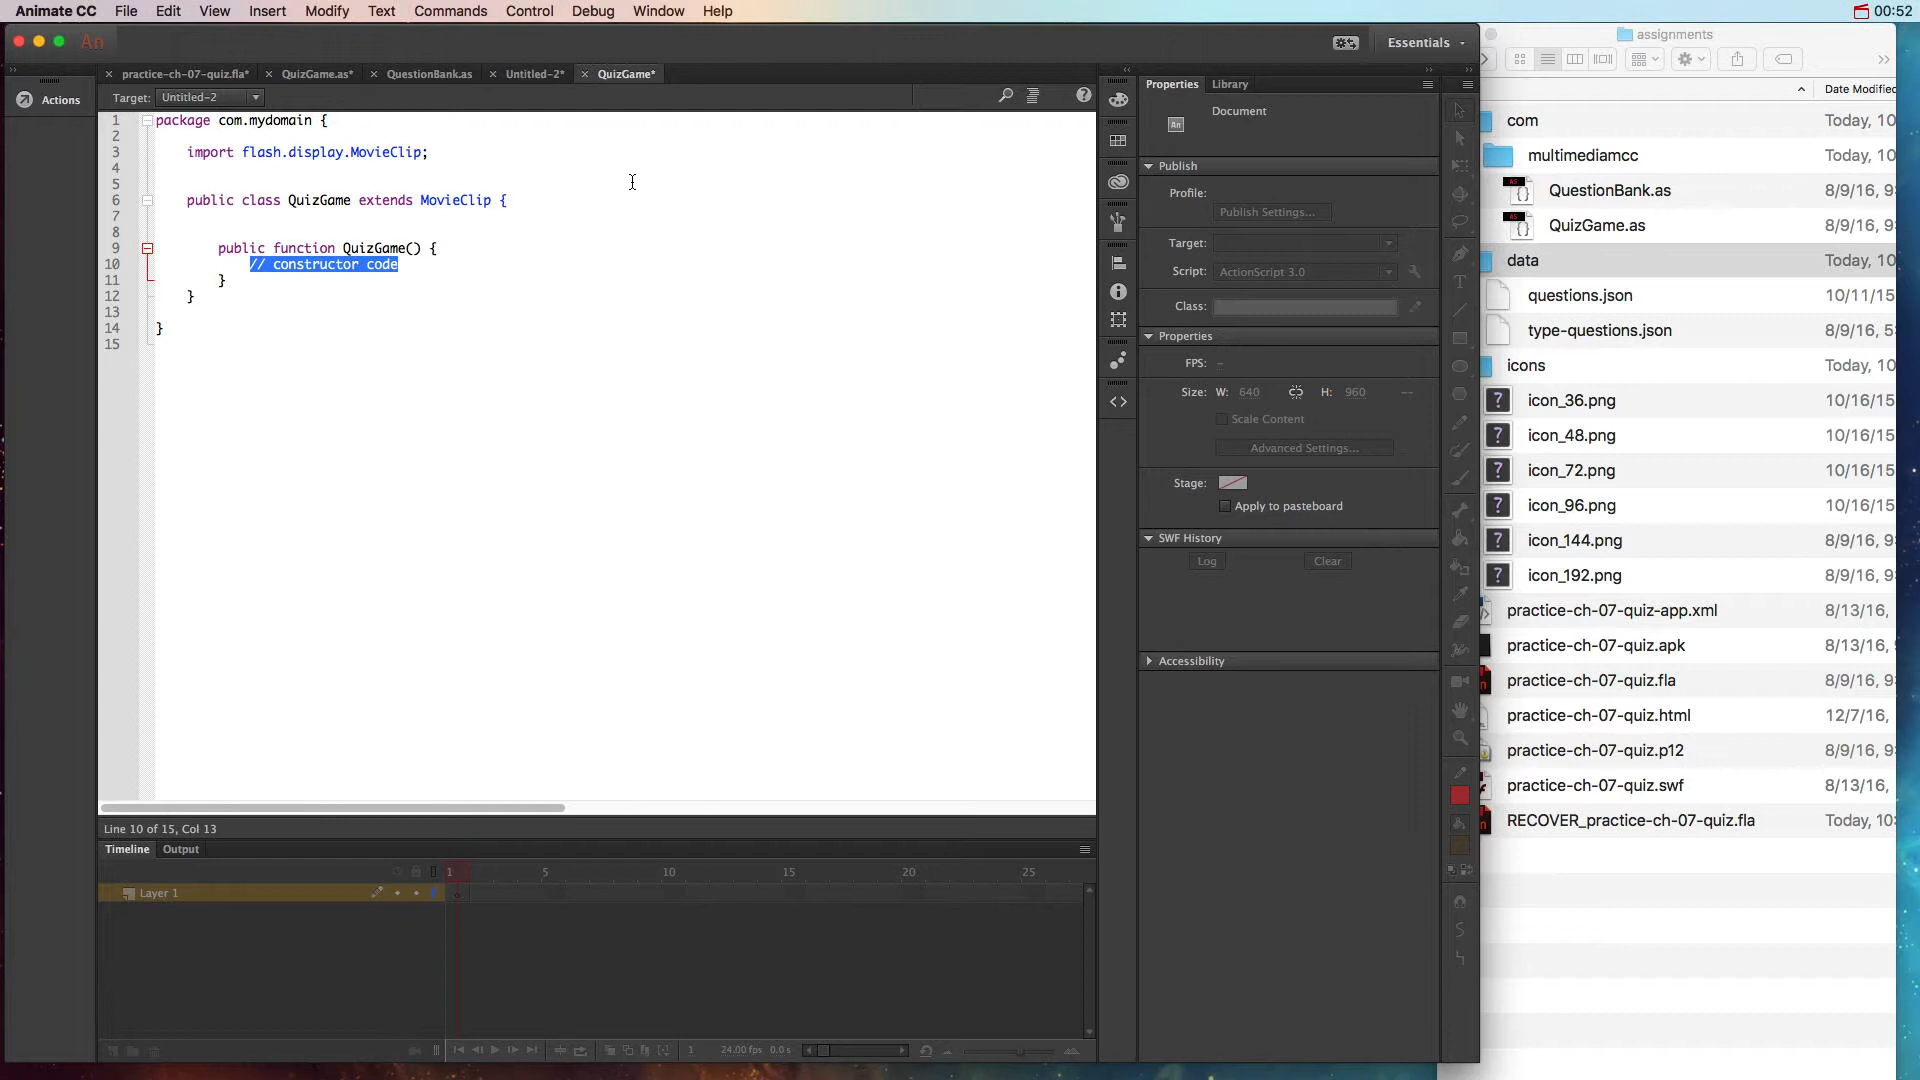 Animate CC File Edit View Insert Modify Text Commands Control Debug Window Help 00:52
An Essentials
practice-ch-07-quiz.fla* QuizGame.as* QuestionBank.as Untitled-2* QuizGame*
Actions
Target: Untitled-2
1 package com.mydomain {
2
3 import flash.display.MovieClip;
4
5
6 public class QuizGame extends MovieClip {
7
8
9 public function QuizGame() {
10 // constructor code
11 }
12 }
13
14 }
15
Line 10 of 15, Col 13
Timeline Output
1 5 10 15 20 25
Layer 1
1 24.00 fps 0.0 s
Properties Library
Document
An
Publish
Profile:
Publish Settings...
Target:
Script: ActionScript 3.0
Class:
Properties
FPS: –
Size: W: 640 H: 960
Scale Content
Advanced Settings...
Stage:
Apply to pasteboard
SWF History
Log Clear
Accessibility
assignments
Date Modified
com Today, 10
multimediamcc Today, 10
QuestionBank.as 8/9/16, 9:
QuizGame.as 8/9/16, 9:
data Today, 10
questions.json 10/11/15
type-questions.json 8/9/16, 5:
icons Today, 10
icon_36.png 10/16/15
icon_48.png 10/16/15
icon_72.png 10/16/15
icon_96.png 10/16/15
icon_144.png 8/9/16, 9:
icon_192.png 8/9/16, 9:
practice-ch-07-quiz-app.xml 8/13/16,
practice-ch-07-quiz.apk 8/13/16,
practice-ch-07-quiz.fla 8/9/16, 9:
practice-ch-07-quiz.html 12/7/16,
practice-ch-07-quiz.p12 8/9/16, 9:
practice-ch-07-quiz.swf 8/13/16,
RECOVER_practice-ch-07-quiz.fla Today, 10: